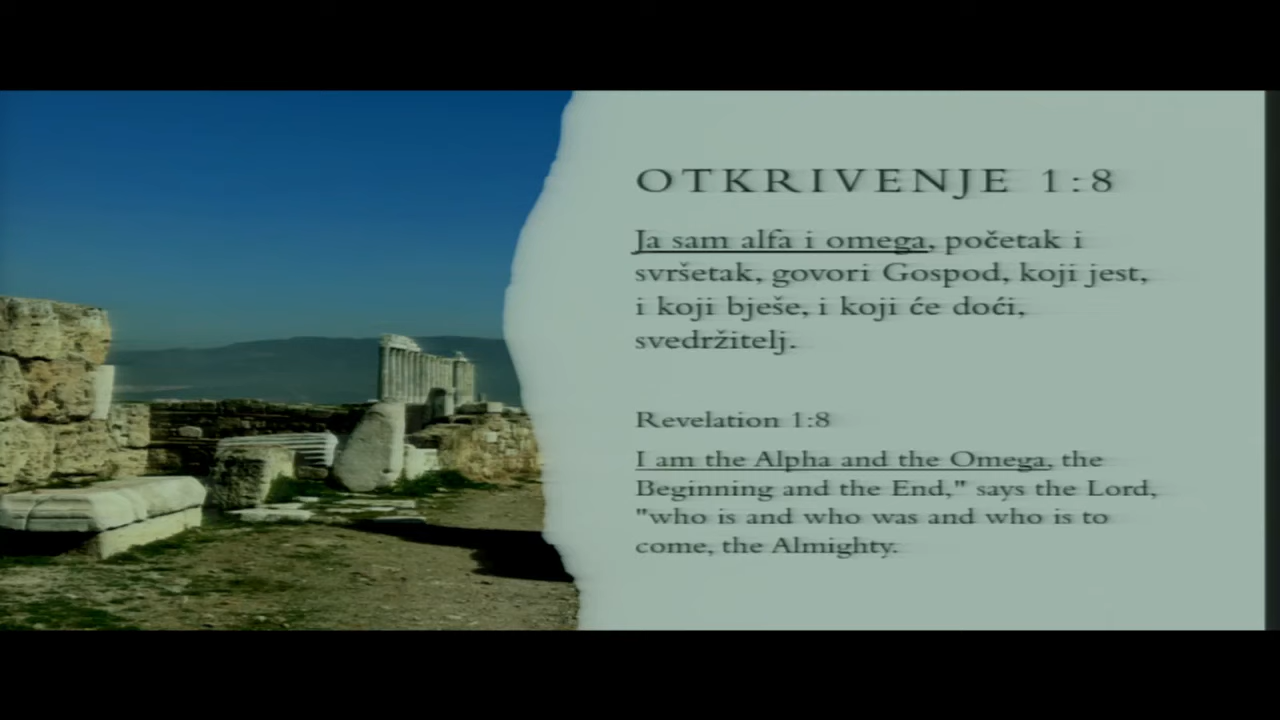 OTKRIVENJE 1:8
Ja sam alfa i omega, početak i
svršetak, govori Gospod, koji jest,
i koji bješe, i koji će doći,
svedržitelj.
Revelation 1:8
I am the Alpha and the Omega, the
Beginning and the End," says the Lord,
"who is and who was and who is to
come, the Almighty.